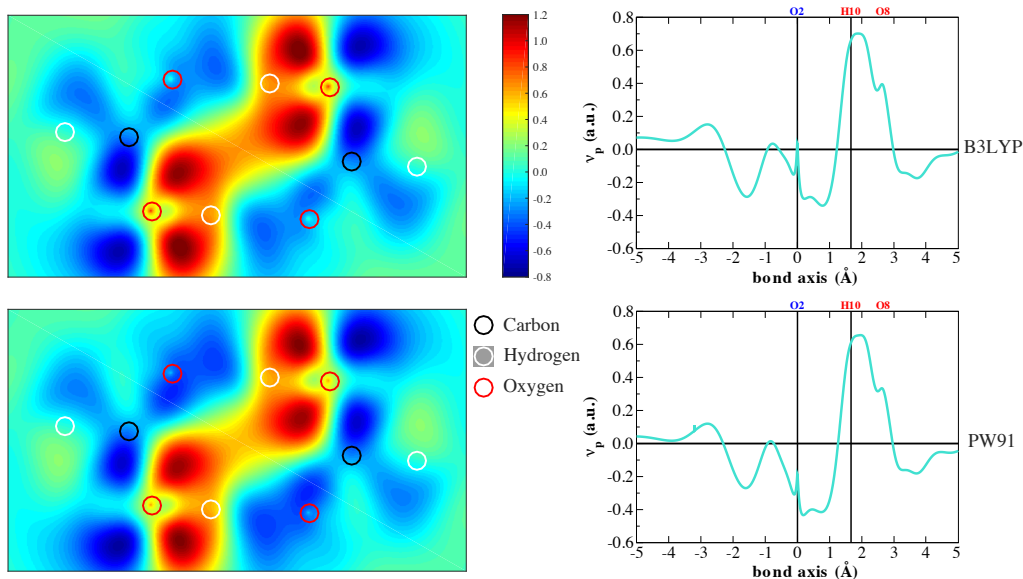 1.2
1.0
0.8
0.6
0.4
0.2
0.0
-0.2
-0.4
-0.6
-0.8
O2 H10 O8
0.8
0.6
0.4
0.2
0.0
-0.2
-0.4
-0.6
νp (a.u.)
-5 -4 -3 -2 -1 0 1 2 3 4 5
bond axis (Å)
B3LYP
Carbon
Hydrogen
Oxygen
O2 H10 O8
0.8
0.6
0.4
0.2
0.0
-0.2
-0.4
-0.6
νp (a.u.)
-5 -4 -3 -2 -1 0 1 2 3 4 5
bond axis (Å)
PW91